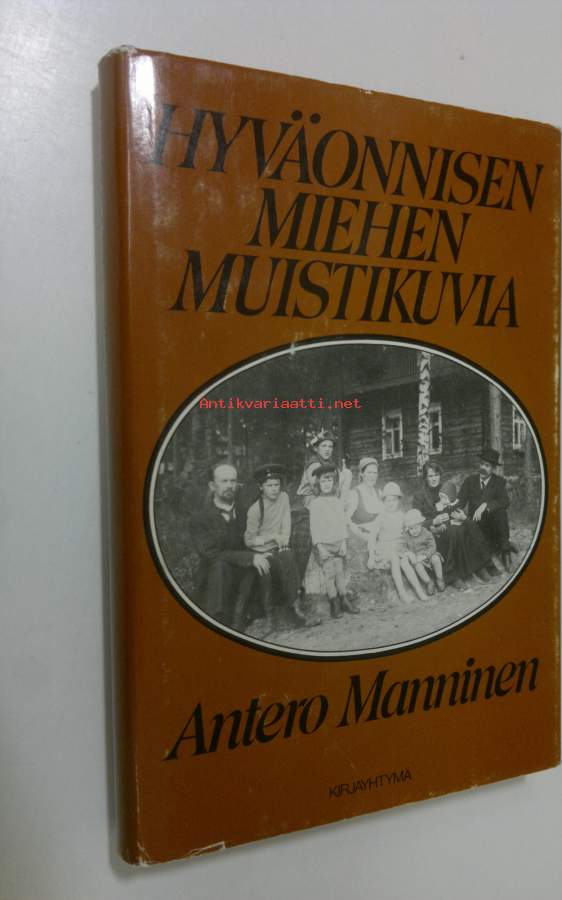 HYVÄONNISEN
MIEHEN
MUISTIKUVIA
Antikvariaatti.net
Antero Manninen
KIRJAYHTYMÄ